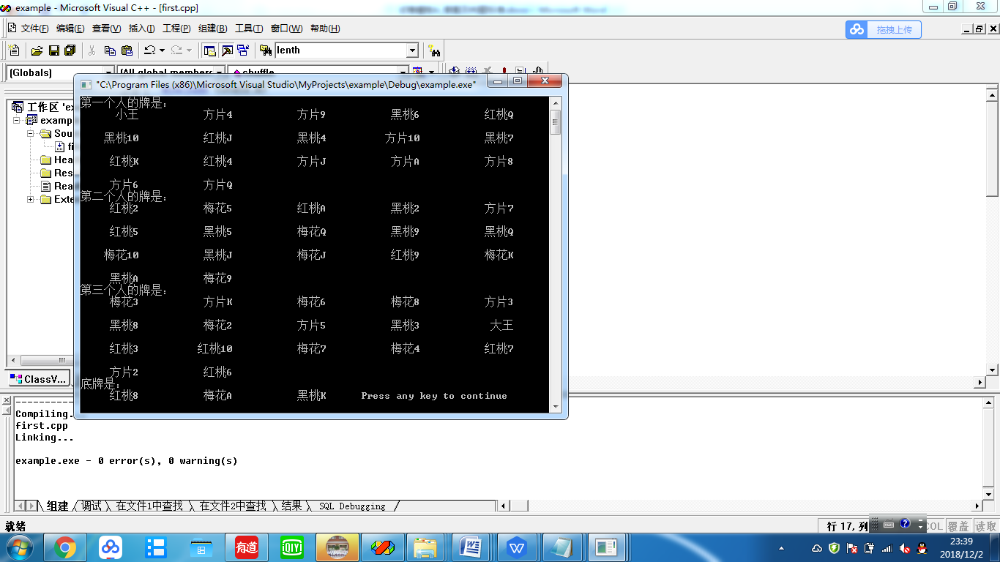 example - Microsoft Visual C++ - [first.cpp]
文件(F) 编辑(E) 查看(V) 插入(I) 工程(P) 组建(B) 工具(T) 窗口(W) 帮助(H)
拖拽上传
lenth
(Globals) (All global members shuffle
"C:\Program Files (x86)\Microsoft Visual Studio\MyProjects\example\Debug\example.exe"
工作区 'ex
examp
Sou
fi
Hea
Res
Rea
Exte
ClassV...
第一个人的牌是:
小王 方片4 方片9 黑桃6 红桃Q
黑桃10 红桃J 黑桃4 方片10 黑桃7
红桃K 红桃4 方片J 方片A 方片8
方片6 方片Q
第二个人的牌是:
红桃2 梅花5 红桃A 黑桃2 方片7
红桃5 黑桃5 梅花Q 黑桃9 黑桃Q
梅花10 黑桃J 梅花J 红桃9 梅花K
黑桃A 梅花9
第三个人的牌是:
梅花3 方片K 梅花6 梅花8 方片3
黑桃8 梅花2 方片5 黑桃3 大王
红桃3 红桃10 梅花7 梅花4 红桃7
方片2 红桃6
底牌是:
红桃8 梅花A 黑桃K Press any key to continue
Compiling.
first.cpp
Linking...
example.exe - 0 error(s), 0 warning(s)
组建 调试 在文件1中查找 在文件2中查找 结果 SQL Debugging
就绪
行 17, 列 COL 覆盖 读取
有道
QIY
23:39
2018/12/2